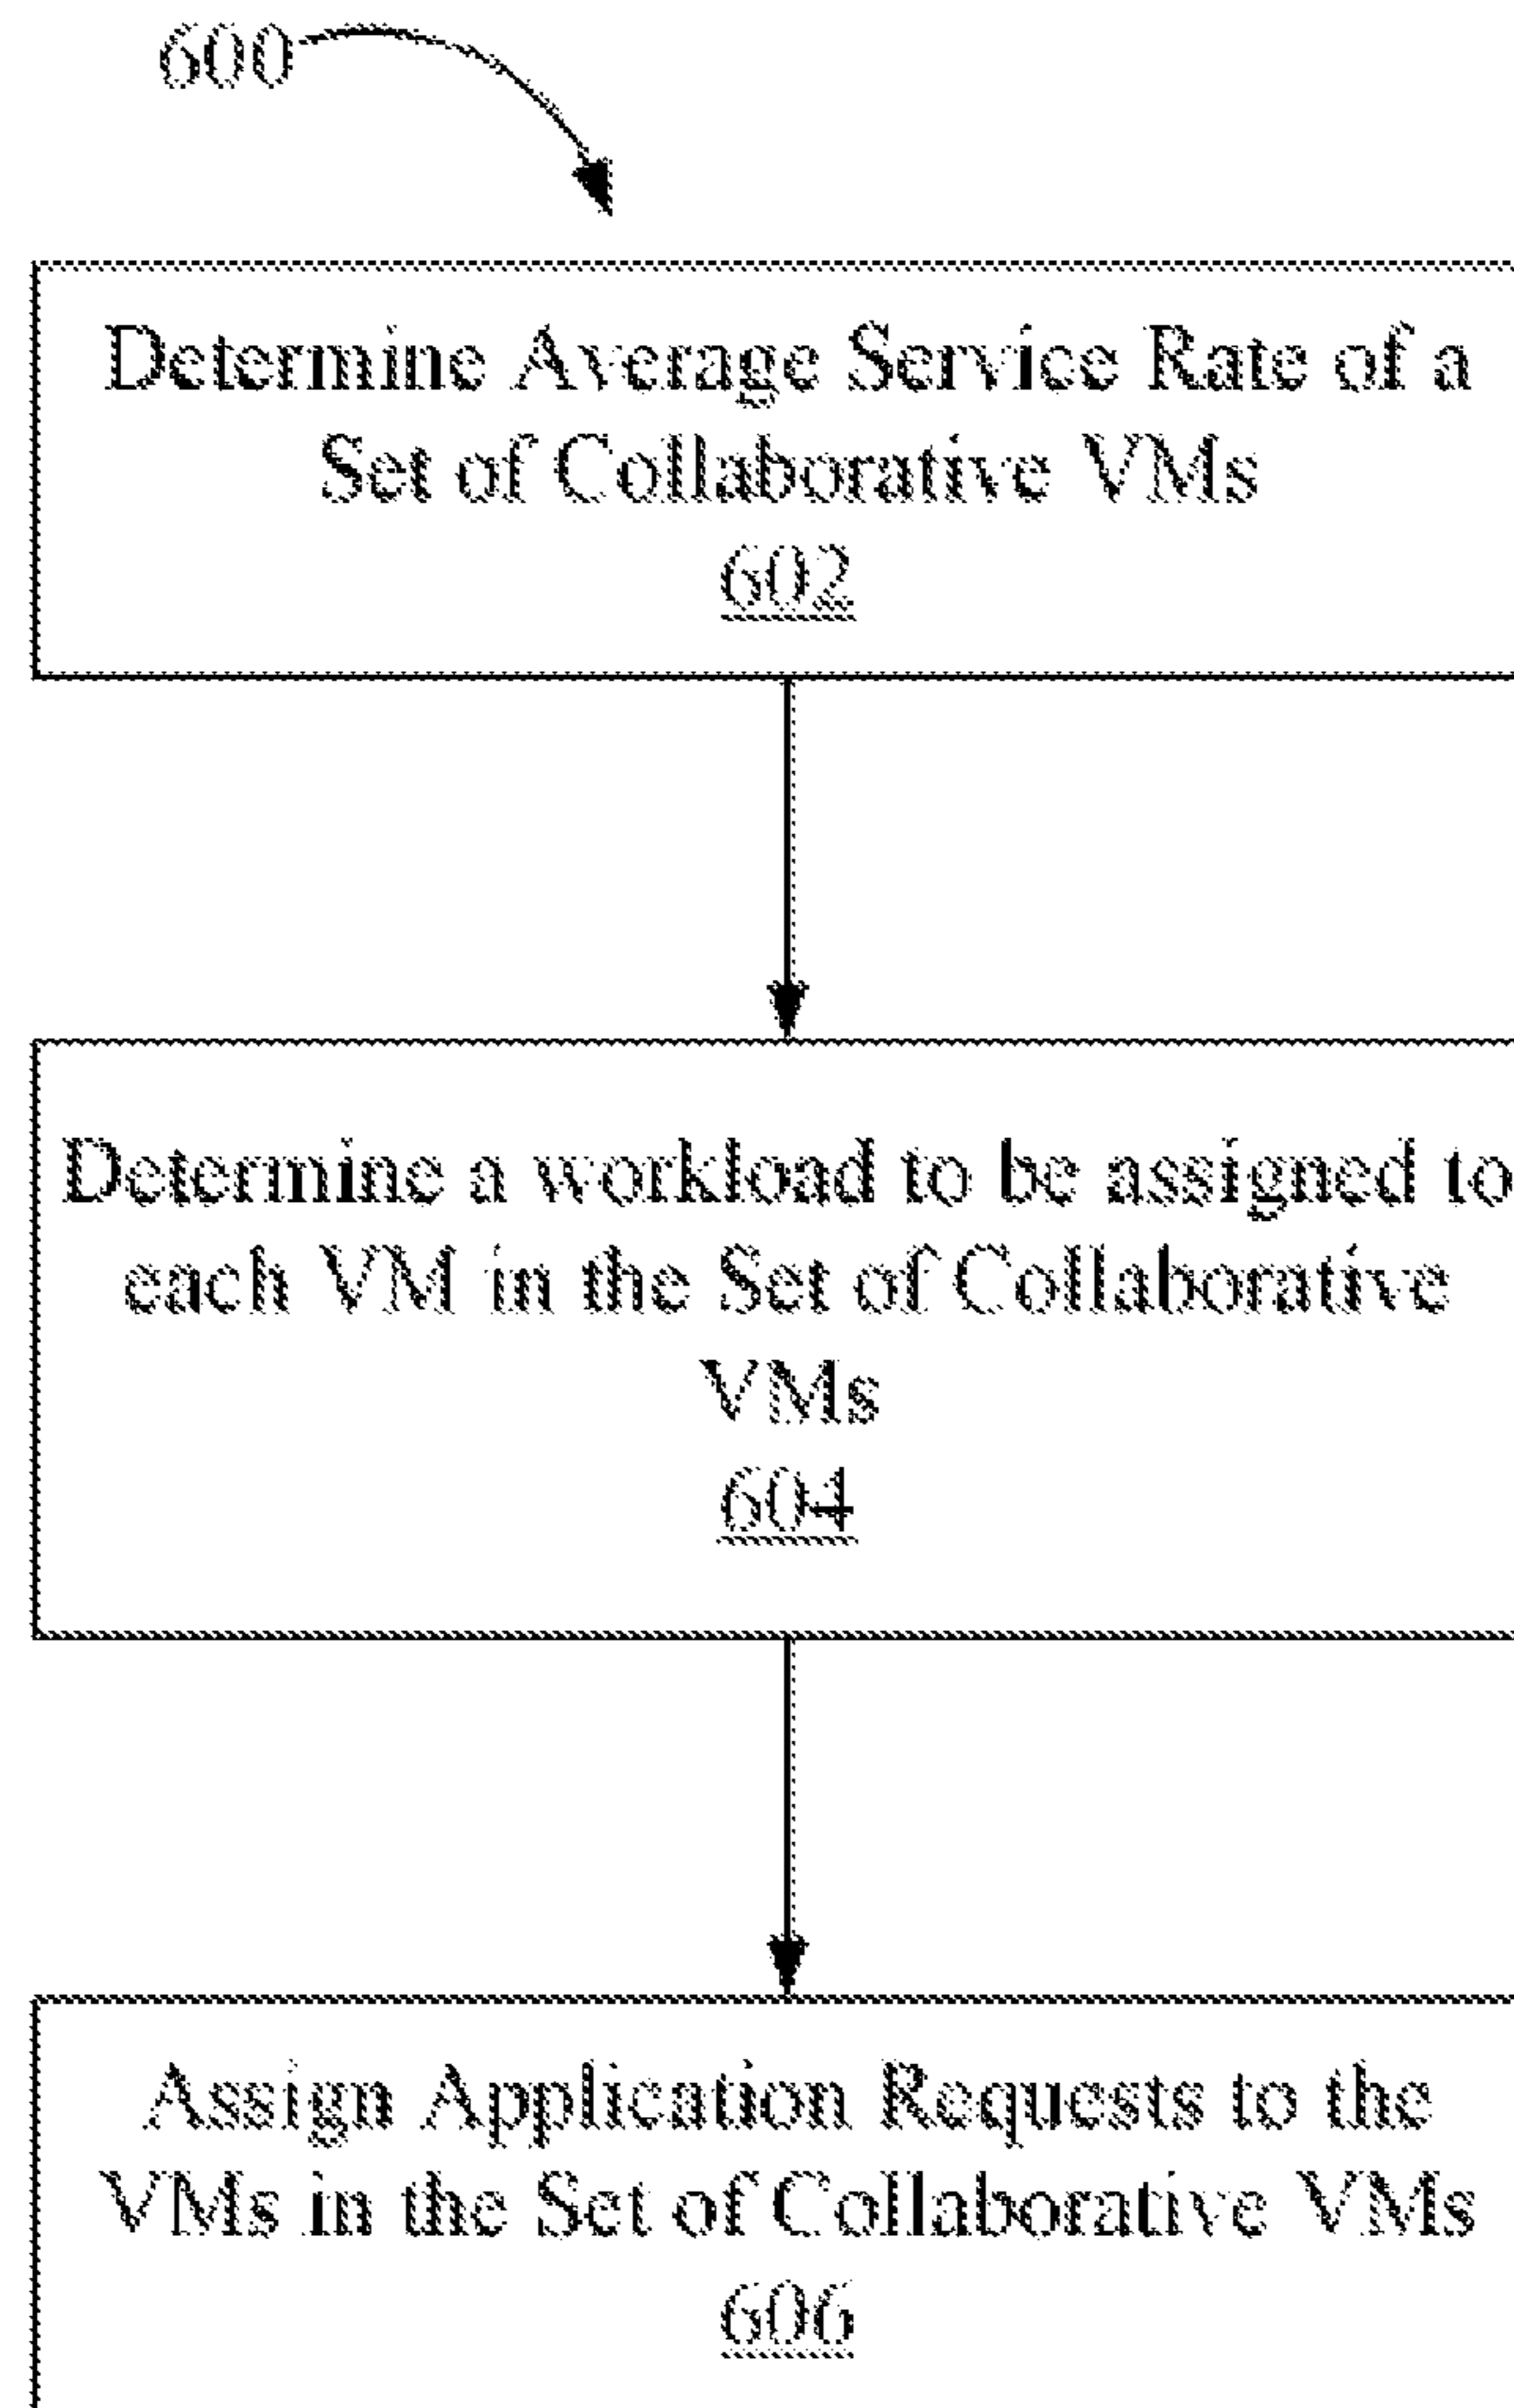 600
Determine Average Service Rate of a
Set of Collaborative VMs
602
Determine a workload to be assigned to
each VM in the Set of Collaborative
VMs
604
Assign Application Requests to the
VMs in the Set of Collaborative VMs
606